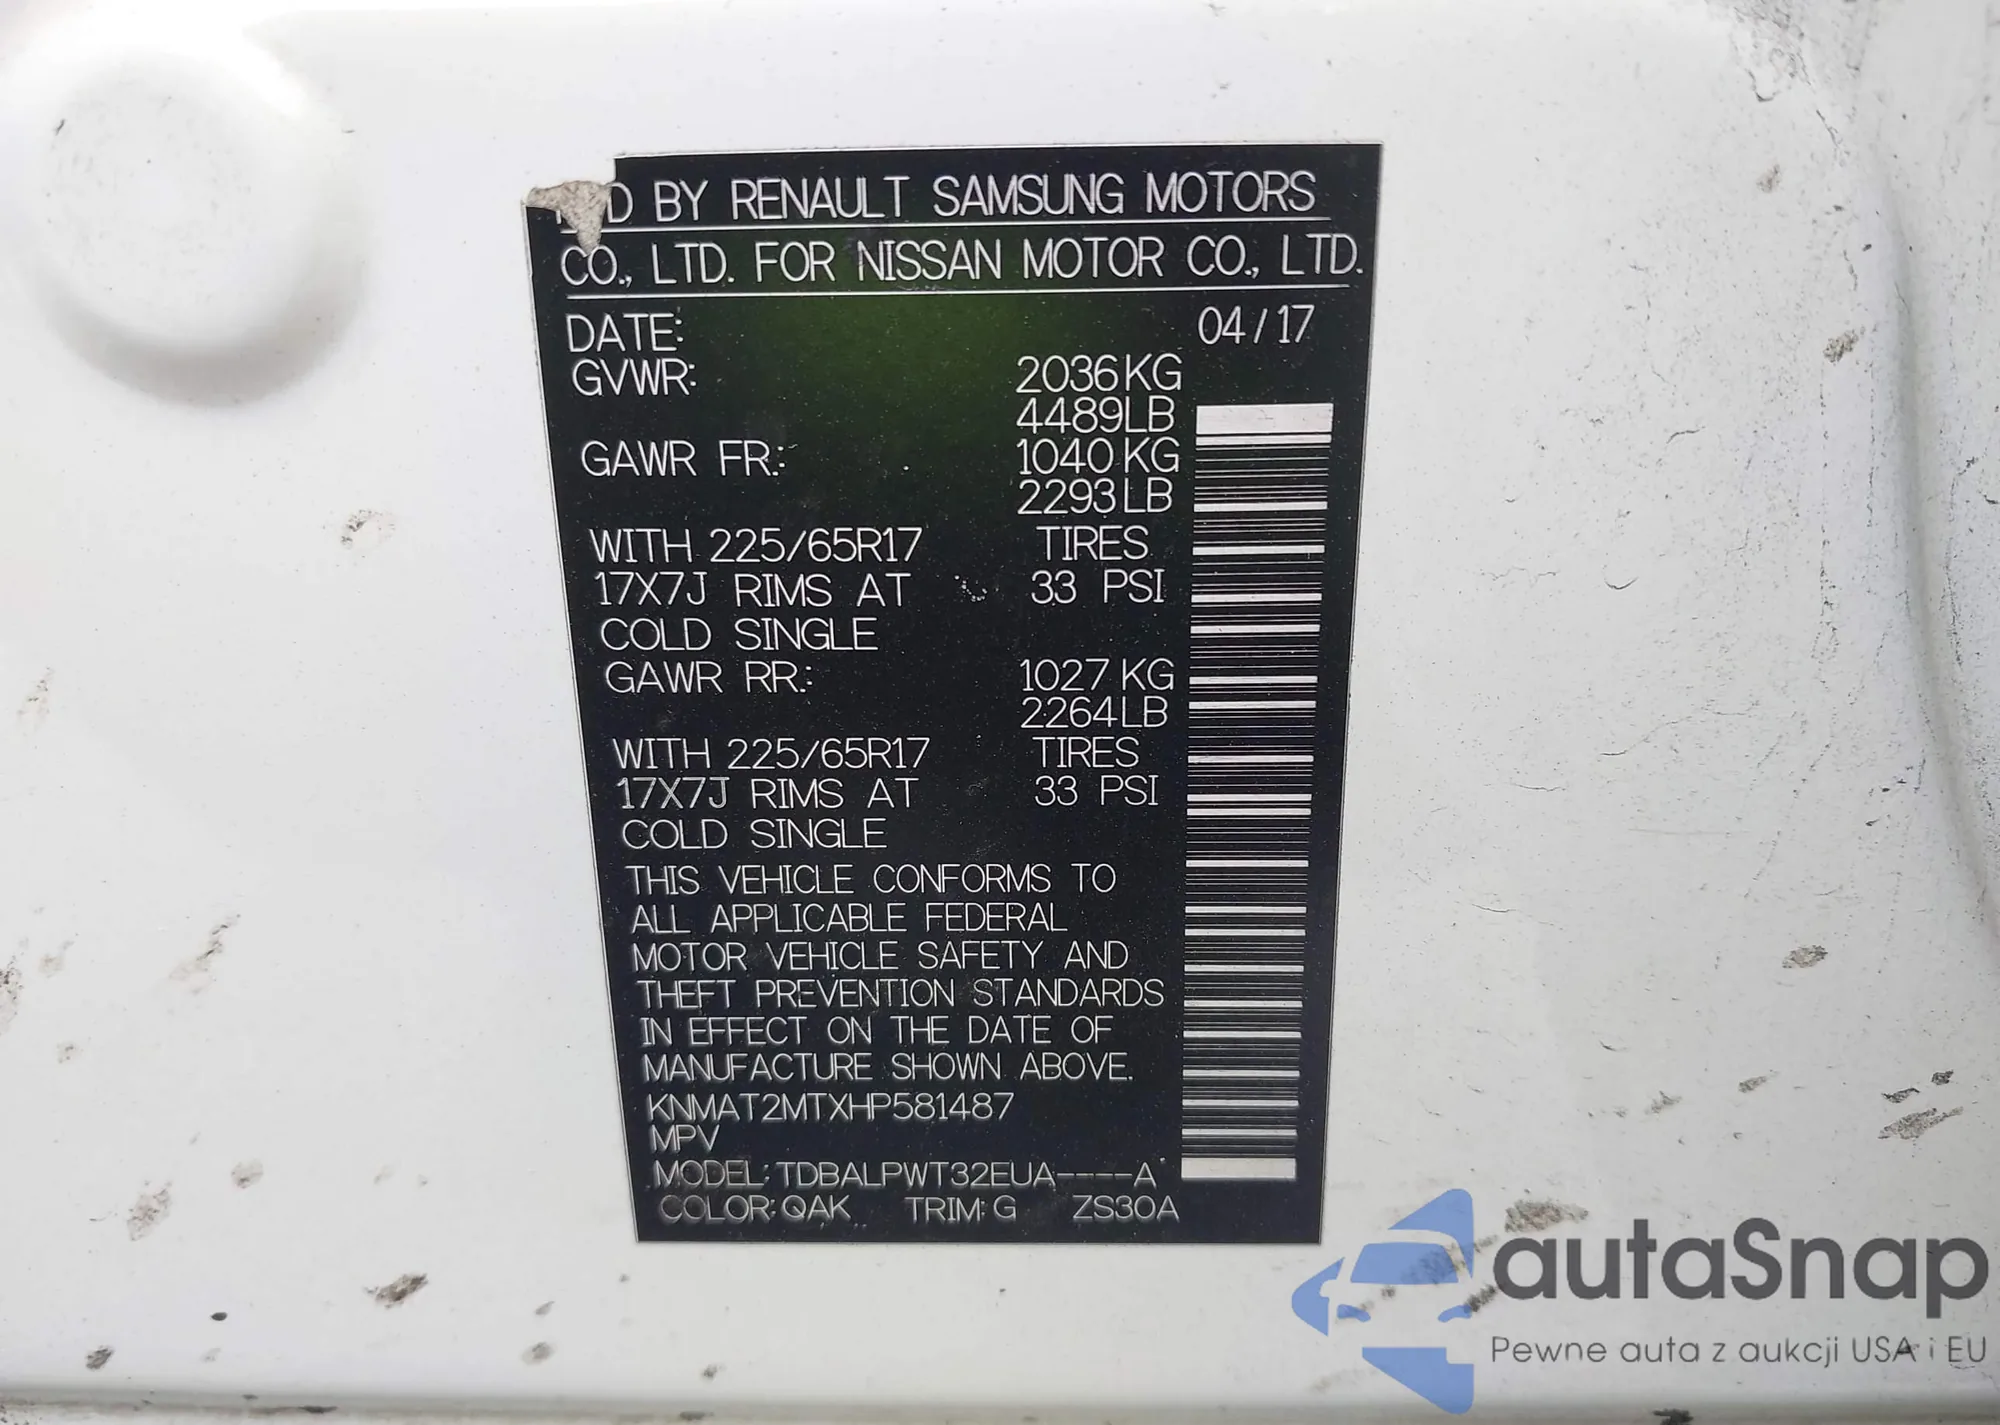 D BY RENAULT SAMSUNG MOTORS
CO., LTD. FOR NISSAN MOTOR CO., LTD.
DATE: 04/17
GVWR: 2036KG
4489LB
GAWR FR.: 1040KG
2293LB
WITH 225/65R17 TIRES
17X7J RIMS AT 33 PSI
COLD SINGLE
GAWR RR.: 1027KG
2264LB
WITH 225/65R17 TIRES
17X7J RIMS AT 33 PSI
COLD SINGLE
THIS VEHICLE CONFORMS TO
ALL APPLICABLE FEDERAL
MOTOR VEHICLE SAFETY AND
THEFT PREVENTION STANDARDS
IN EFFECT ON THE DATE OF
MANUFACTURE SHOWN ABOVE.
KNMAT2MTXHP581487
MPV
MODEL: TDBALPWT32EUA----A
COLOR: QAK TRIM: G ZS30A
autaSnap
Pewne auta z aukcji USA i EU